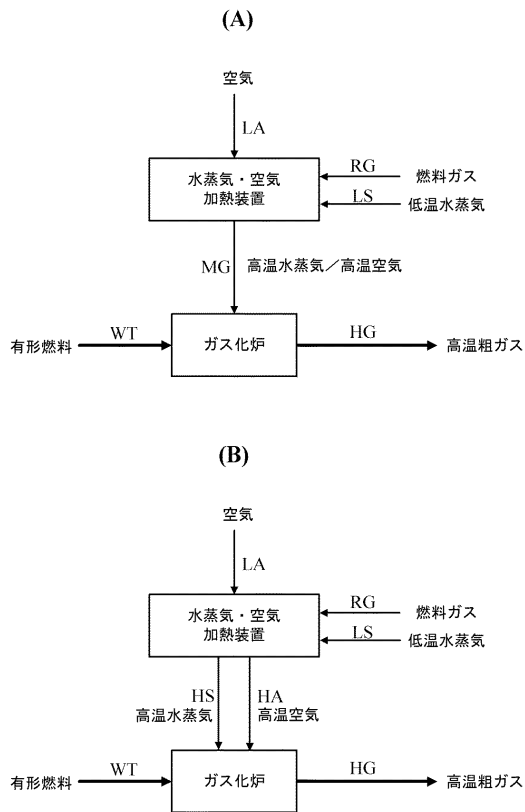 (A)
空気
LA
水蒸気・空気
加熱装置
RG
燃料ガス
LS
低温水蒸気
MG
高温水蒸気／高温空気
有形燃料
WT
ガス化炉
HG
高温粗ガス
(B)
空気
LA
水蒸気・空気
加熱装置
RG
燃料ガス
LS
低温水蒸気
HS
高温水蒸気
HA
高温空気
有形燃料
WT
ガス化炉
HG
高温粗ガス